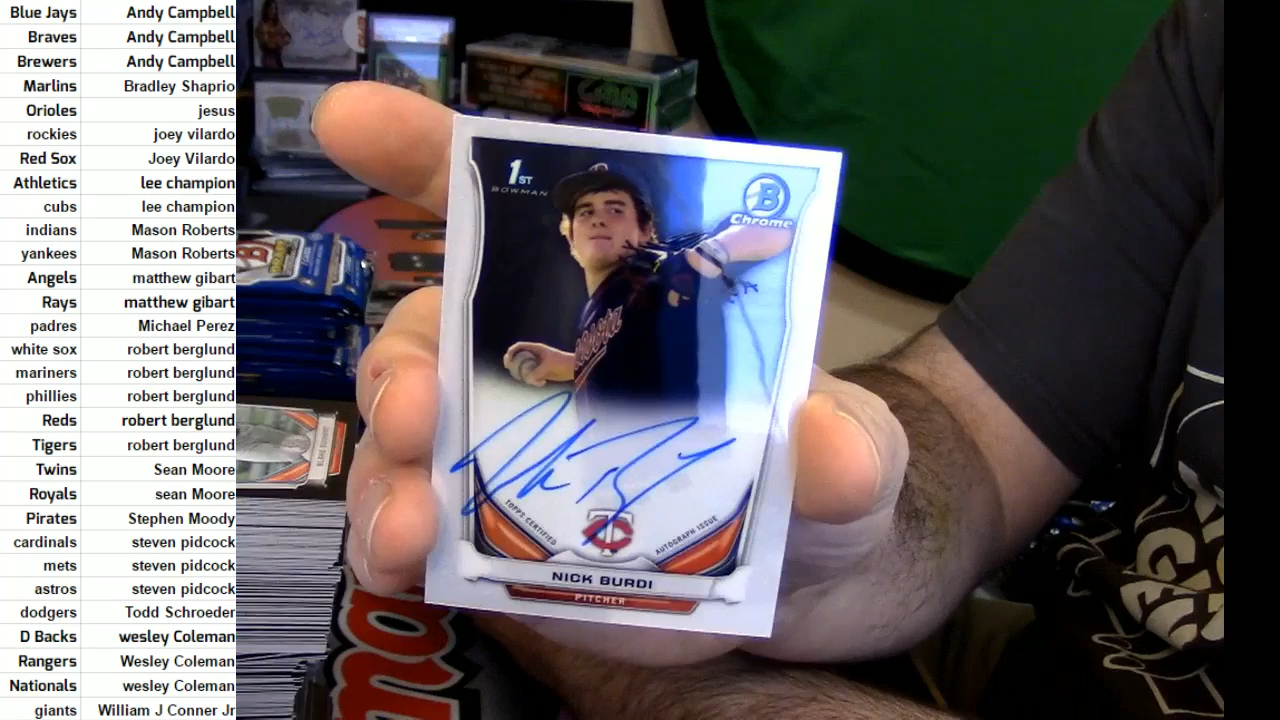 Blue Jays Andy Campbell
Braves Andy Campbell
Brewers Andy Campbell
Marlins Bradley Shaprio
Orioles jesus
rockies joey vilardo
Red Sox Joey Vilardo
Athletics lee champion
cubs lee champion
indians Mason Roberts
yankees Mason Roberts
Angels matthew gibart
Rays matthew gibart
padres Michael Perez
white sox robert berglund
mariners robert berglund
phillies robert berglund
Reds robert berglund
Tigers robert berglund
Twins Sean Moore
Royals sean Moore
Pirates Stephen Moody
cardinals steven pidcock
mets steven pidcock
astros steven pidcock
dodgers Todd Schroeder
D Backs wesley Coleman
Rangers Wesley Coleman
Nationals wesley Coleman
giants William J Conner Jr
1ST
BOWMAN
B
Chrome
TOPPS CERTIFIED
AUTOGRAPH ISSUE
TC
NICK BURDI
PITCHER